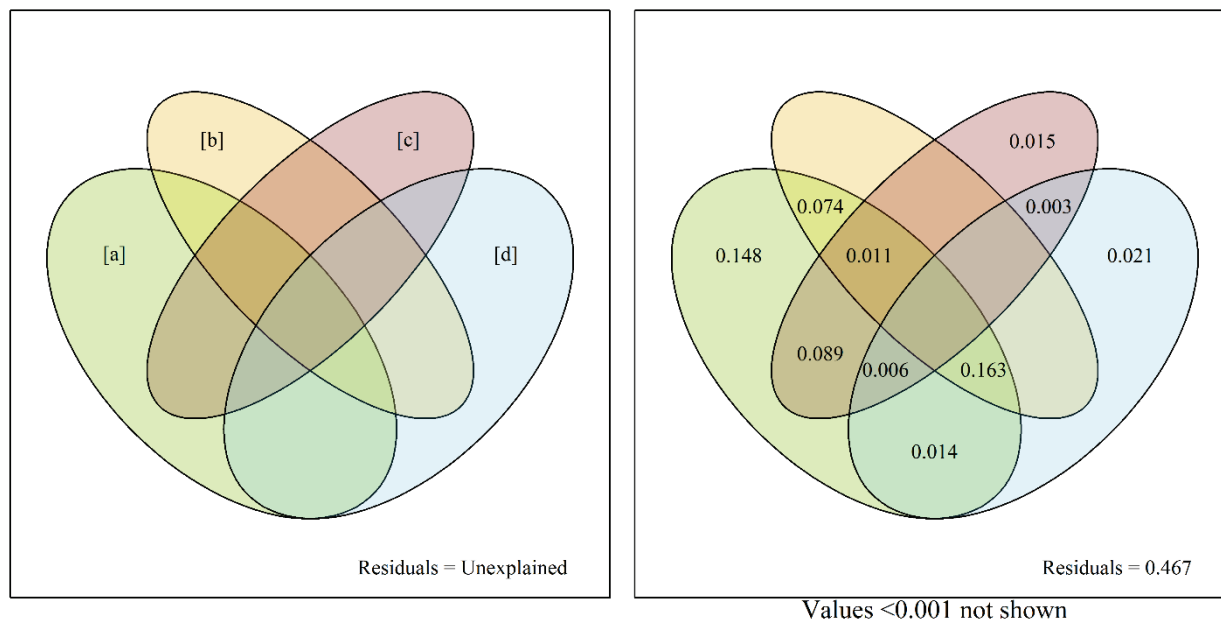 [b]
[c]
[a]
[d]
Residuals = Unexplained
0.015
0.074
0.003
0.148
0.011
0.021
0.089
0.006
0.163
0.014
Residuals = 0.467
Values <0.001 not shown